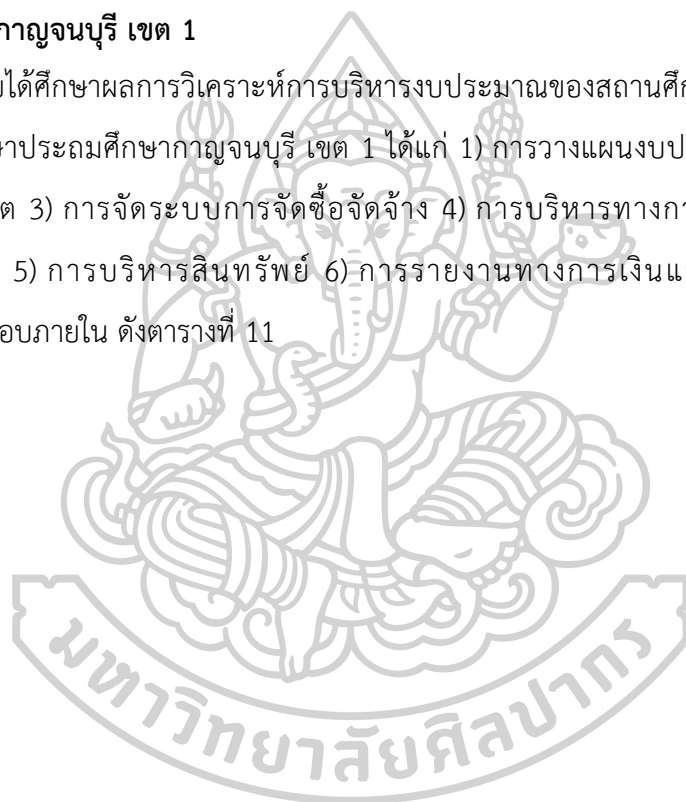 กาญจนบุรี เขต 1
ได้ศึกษาผลการวิเคราะห์การบริหารงบประมาณของสถานศึก
ประถมศึกษากาญจนบุรี เขต 1 ได้แก่ 1) การวางแผนงบป
ต 3) การจัดระบบการจัดซื้อจัดจ้าง 4) การบริหารทางกา
5) การบริหารสินทรัพย์ 6) การรายงานทางการเงินแ
อบภายใน ดังตารางที่ 11
มหาวิทยาลัยศิลปากร